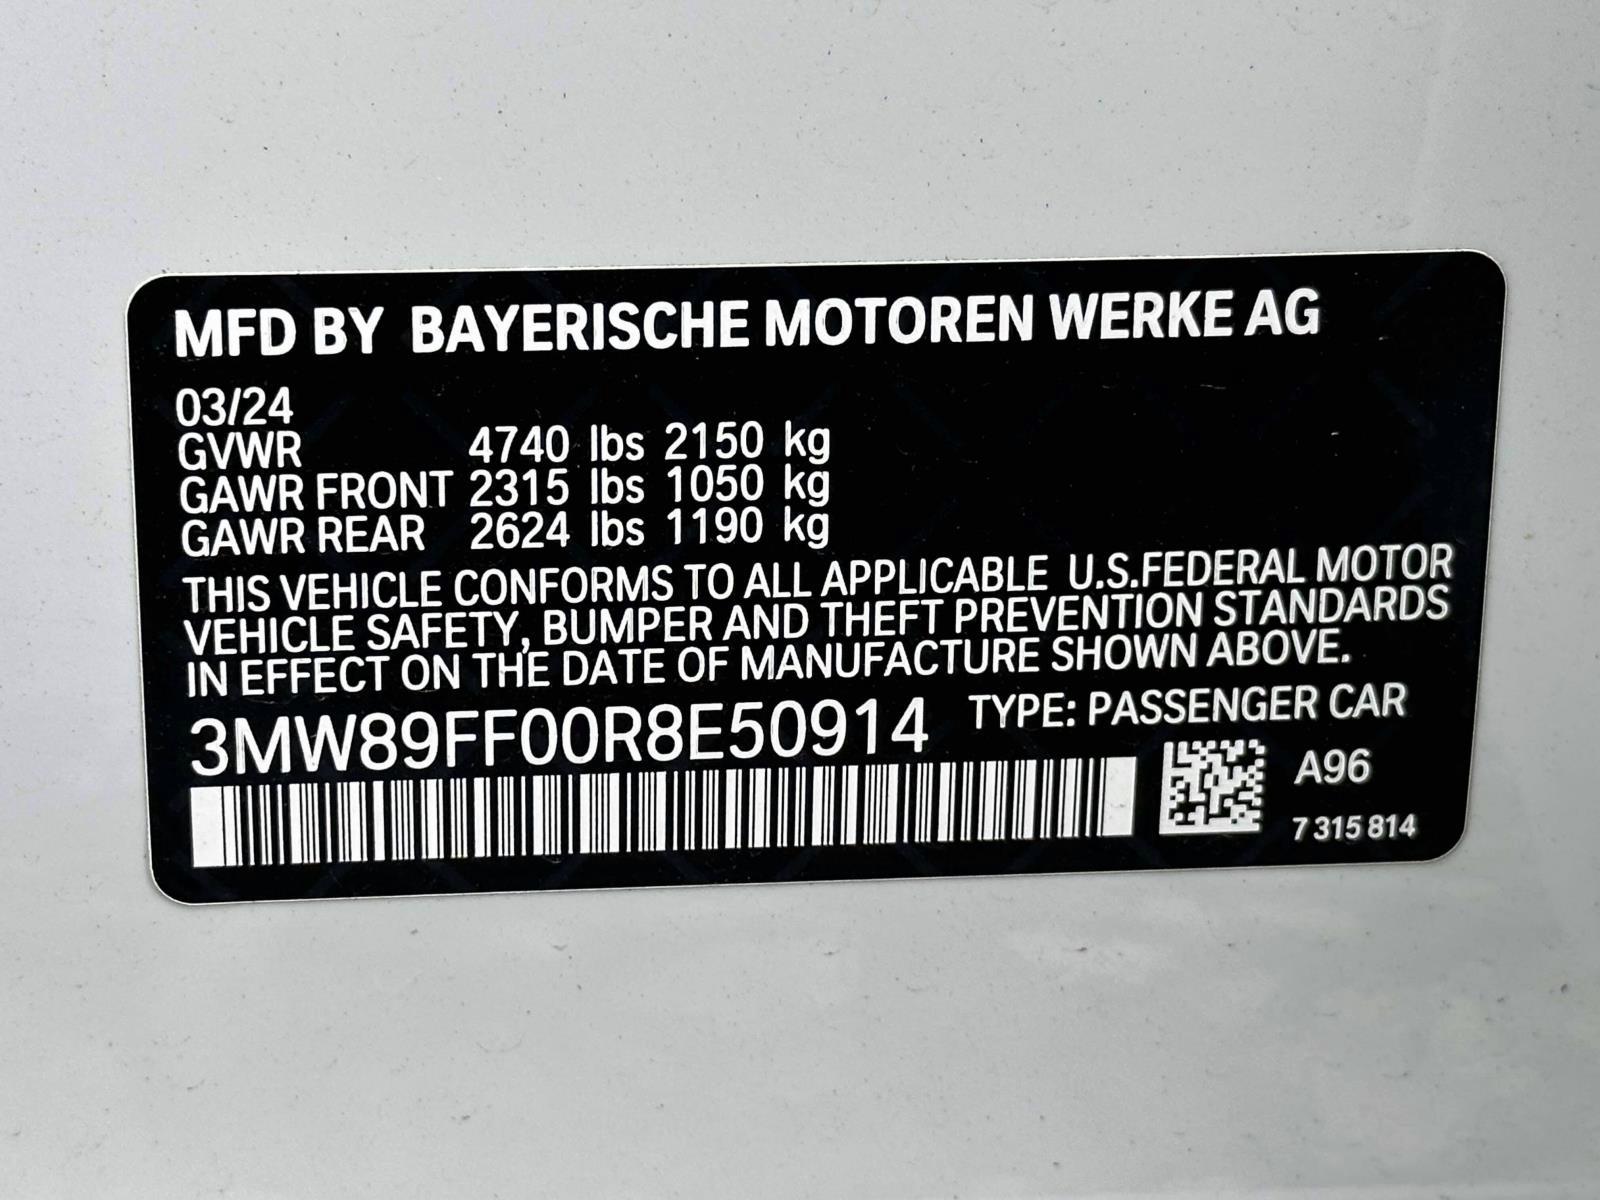 MFD BY BAYERISCHE MOTOREN WERKE AG
03/24
GVWR 4740 lbs 2150 kg
GAWR FRONT 2315 lbs 1050 kg
GAWR REAR 2624 lbs 1190 kg
THIS VEHICLE CONFORMS TO ALL APPLICABLE U.S.FEDERAL MOTOR
VEHICLE SAFETY, BUMPER AND THEFT PREVENTION STANDARDS
IN EFFECT ON THE DATE OF MANUFACTURE SHOWN ABOVE.
3MW89FF00R8E50914 TYPE: PASSENGER CAR
A96
7 315 814